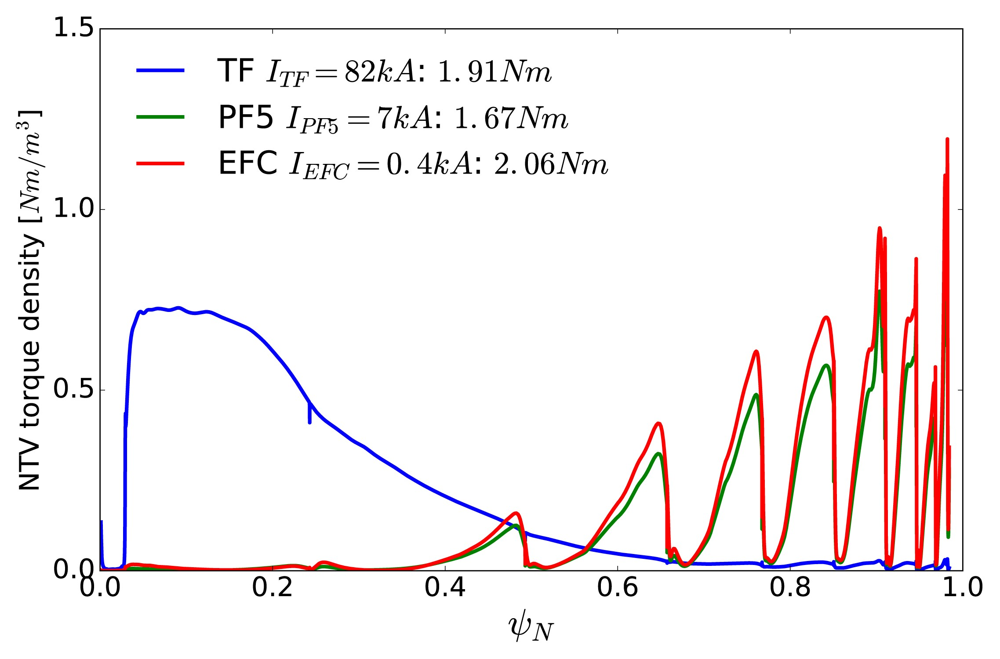 1.5
TF I_{TF} = 82kA: 1.91Nm
PF5 I_{PF5} = 7kA: 1.67Nm
EFC I_{EFC} = 0.4kA: 2.06Nm
NTV torque density [Nm/m³]
1.0
0.5
0.0
0.0 0.2 0.4 0.6 0.8 1.0
ψ_N